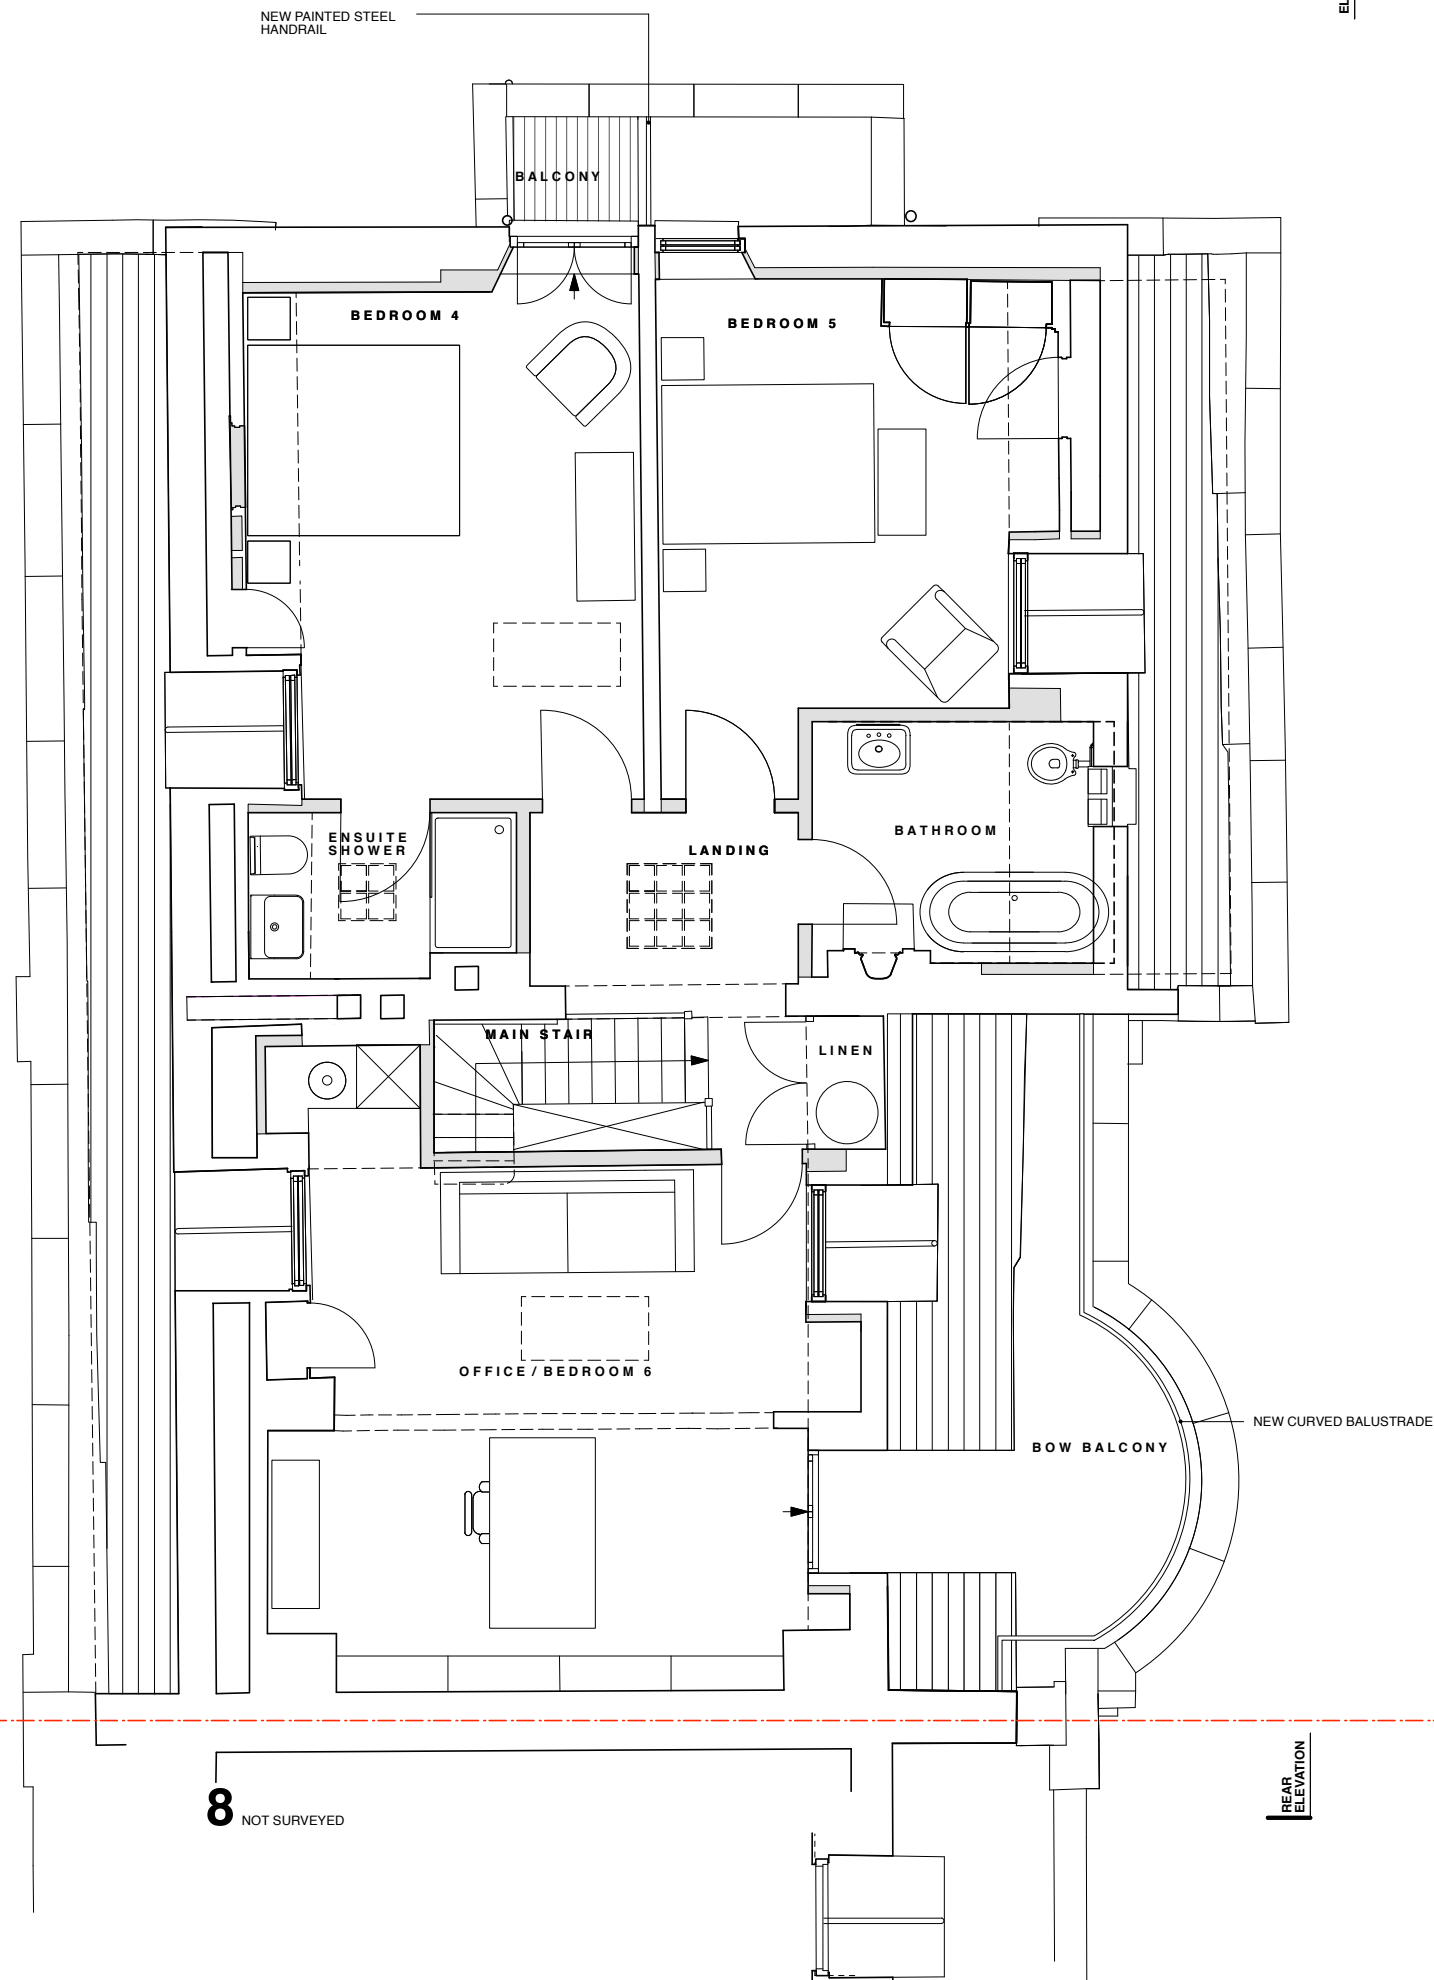 NEW PAINTED STEEL
HANDRAIL
EL
BALCONY
BEDROOM 4
BEDROOM 5
ENSUITE
SHOWER
LANDING
BATHROOM
MAIN STAIR
LINEN
OFFICE / BEDROOM 6
NEW CURVED BALUSTRADE
BOW BALCONY
8 NOT SURVEYED
REAR
ELEVATION